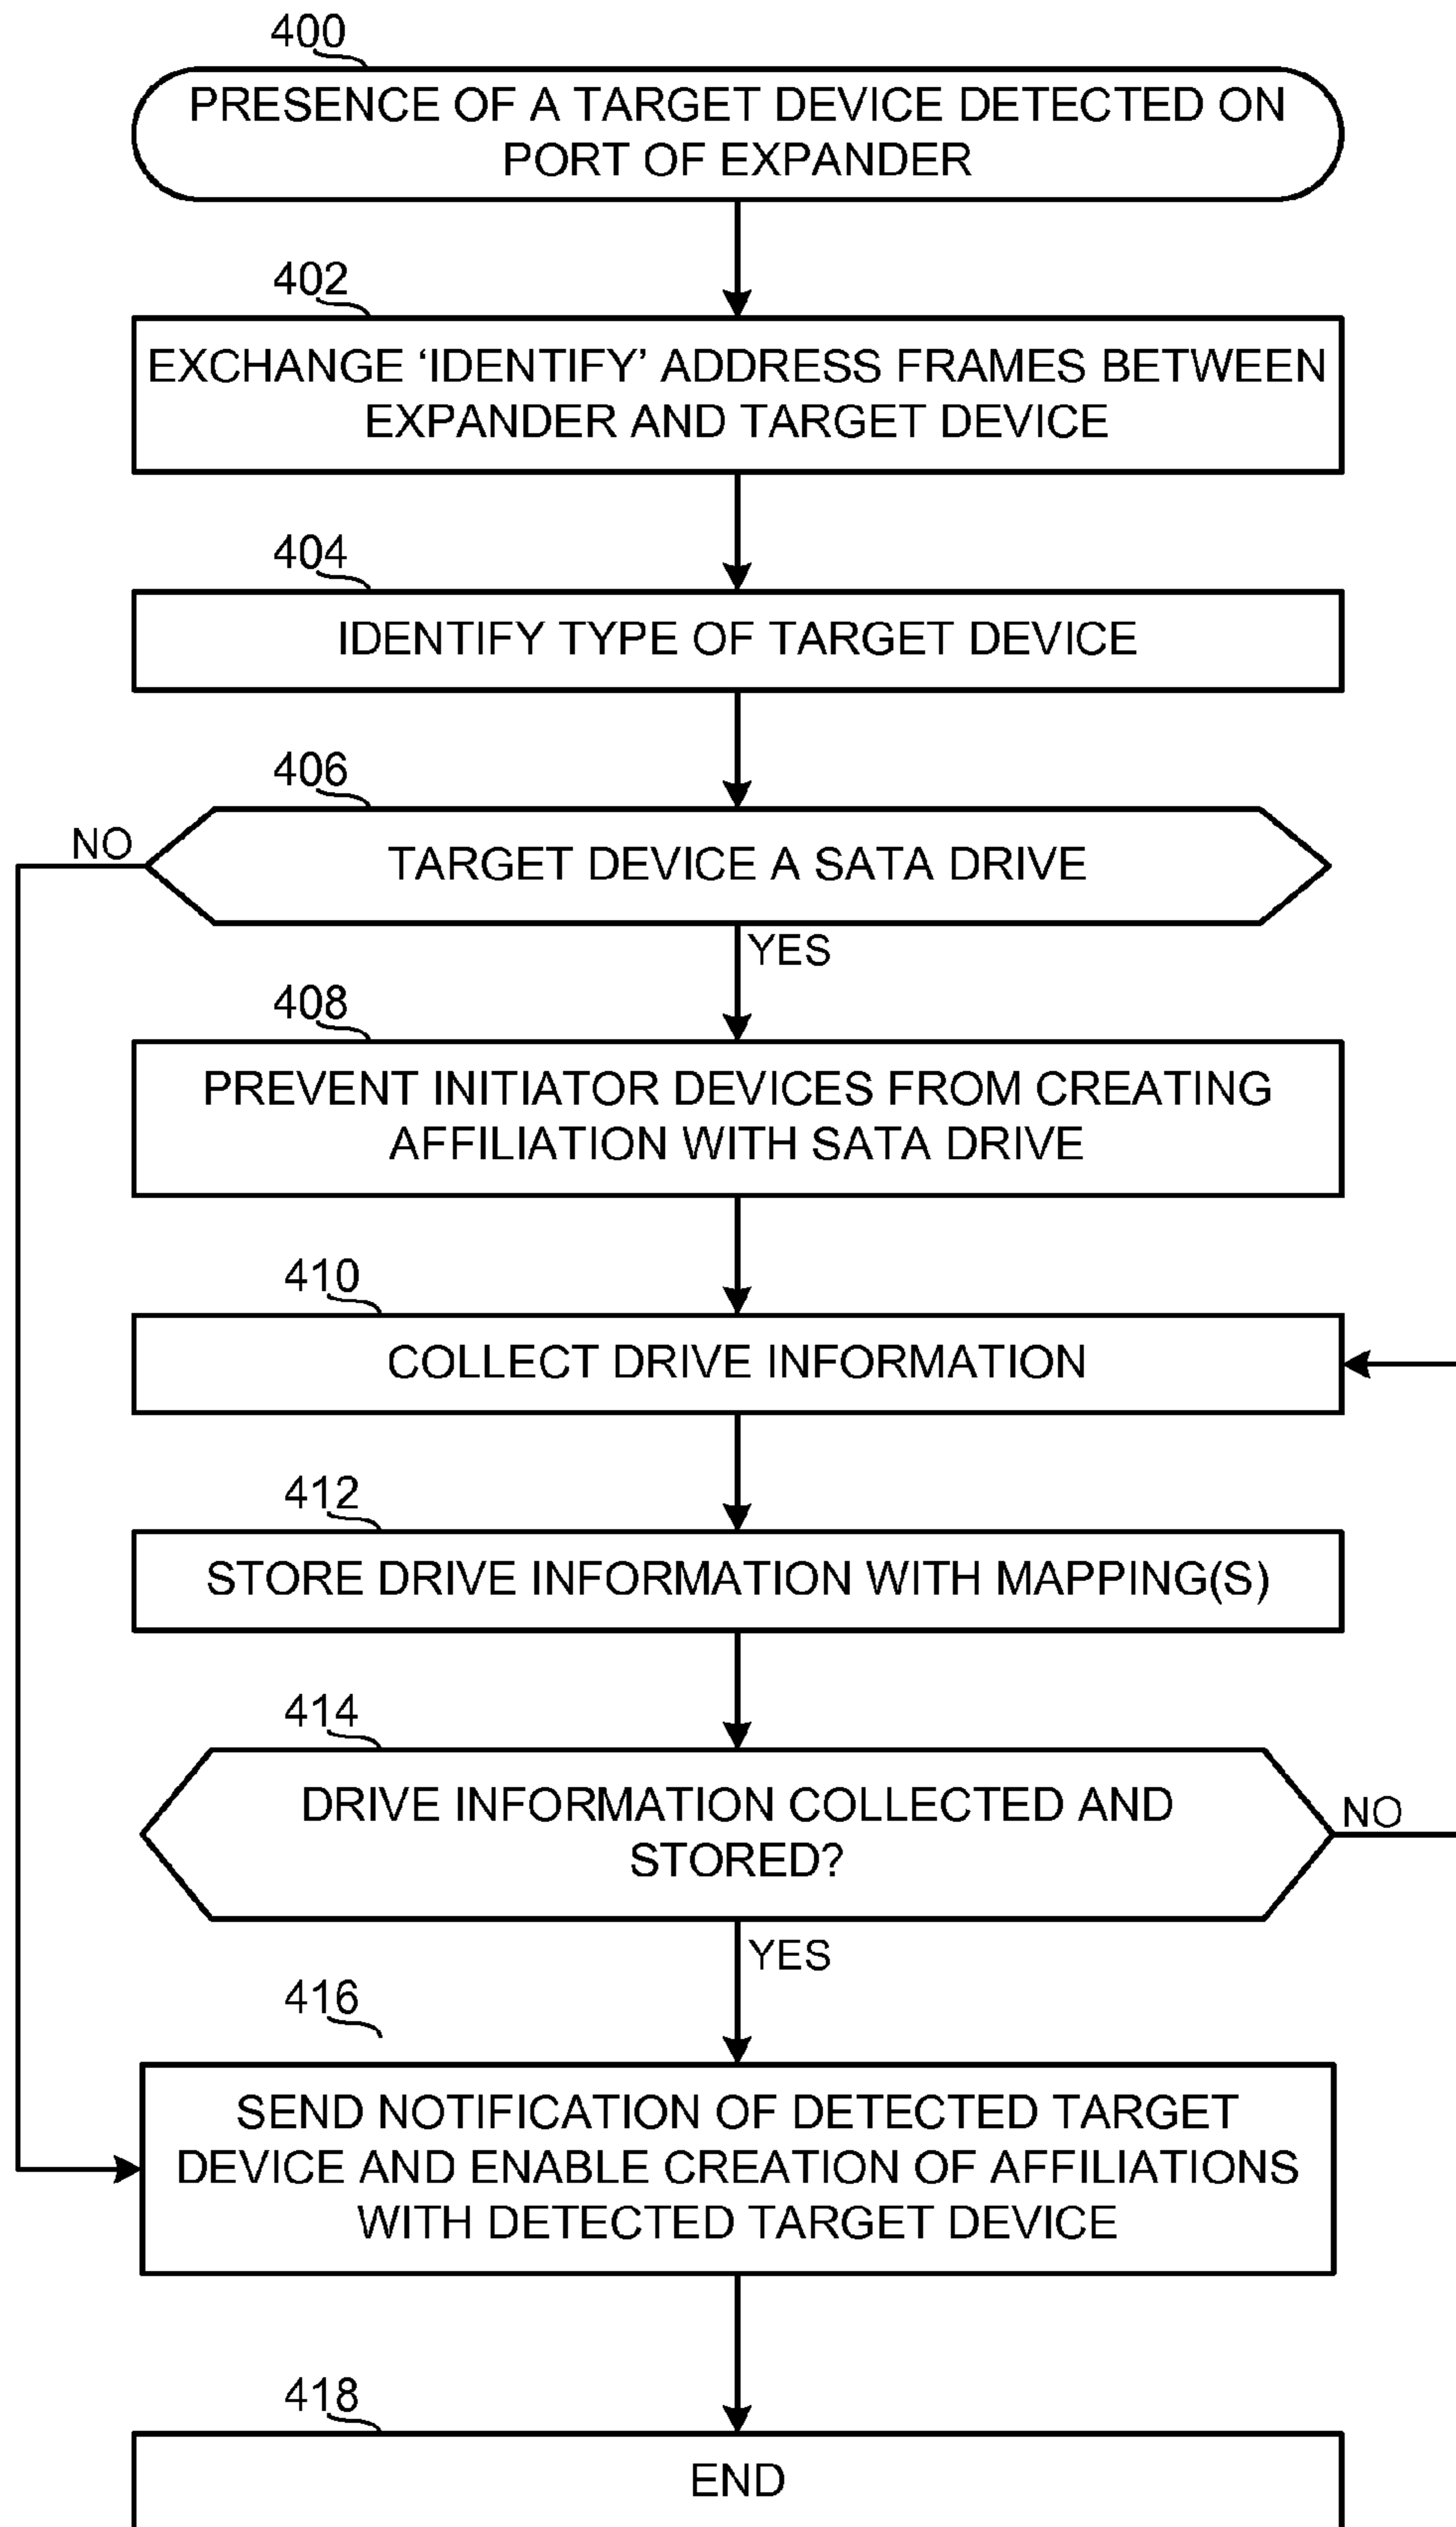 400
PRESENCE OF A TARGET DEVICE DETECTED ON
PORT OF EXPANDER
402
EXCHANGE ‘IDENTIFY’ ADDRESS FRAMES BETWEEN
EXPANDER AND TARGET DEVICE
404
IDENTIFY TYPE OF TARGET DEVICE
406
NO
TARGET DEVICE A SATA DRIVE
YES
408
PREVENT INITIATOR DEVICES FROM CREATING
AFFILIATION WITH SATA DRIVE
410
COLLECT DRIVE INFORMATION
412
STORE DRIVE INFORMATION WITH MAPPING(S)
414
DRIVE INFORMATION COLLECTED AND
STORED?
NO
YES
416
SEND NOTIFICATION OF DETECTED TARGET
DEVICE AND ENABLE CREATION OF AFFILIATIONS
WITH DETECTED TARGET DEVICE
418
END